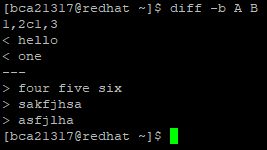 [bca21317@redhat ~]$ diff -b A B
1,2c1,3
< hello
< one
---
> four five six
> sakfjhsa
> asfjlha
[bca21317@redhat ~]$